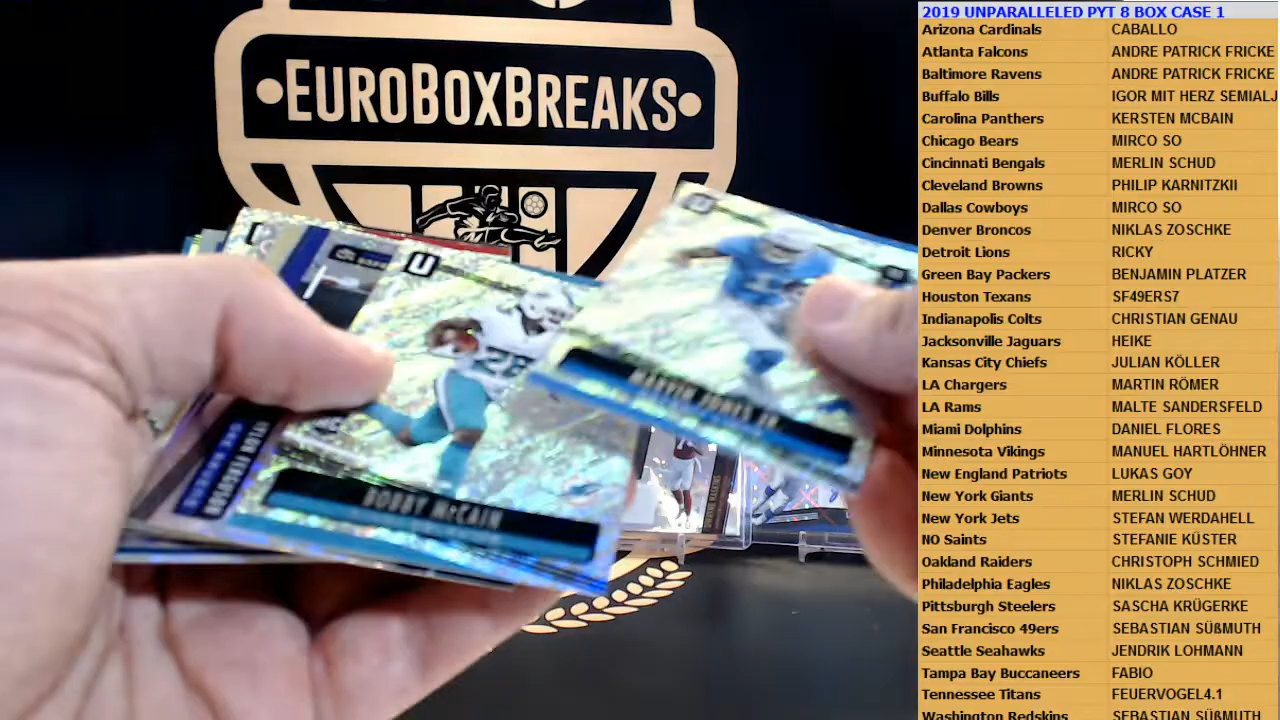 EUROBOXBREAKS
U
BOBBY McCAIN
MARVIN JONES JR.
2019 UNPARALLELED PYT 8 BOX CASE 1
Arizona Cardinals CABALLO
Atlanta Falcons ANDRE PATRICK FRICKE
Baltimore Ravens ANDRE PATRICK FRICKE
Buffalo Bills IGOR MIT HERZ SEMIALJ
Carolina Panthers KERSTEN MCBAIN
Chicago Bears MIRCO SO
Cincinnati Bengals MERLIN SCHUD
Cleveland Browns PHILIP KARNITZKII
Dallas Cowboys MIRCO SO
Denver Broncos NIKLAS ZOSCHKE
Detroit Lions RICKY
Green Bay Packers BENJAMIN PLATZER
Houston Texans SF49ERS7
Indianapolis Colts CHRISTIAN GENAU
Jacksonville Jaguars HEIKE
Kansas City Chiefs JULIAN KÖLLER
LA Chargers MARTIN RÖMER
LA Rams MALTE SANDERSFELD
Miami Dolphins DANIEL FLORES
Minnesota Vikings MANUEL HARTLÖHNER
New England Patriots LUKAS GOY
New York Giants MERLIN SCHUD
New York Jets STEFAN WERDAHELL
NO Saints STEFANIE KÜSTER
Oakland Raiders CHRISTOPH SCHMIED
Philadelphia Eagles NIKLAS ZOSCHKE
Pittsburgh Steelers SASCHA KRÜGERKE
San Francisco 49ers SEBASTIAN SÜßMUTH
Seattle Seahawks JENDRIK LOHMANN
Tampa Bay Buccaneers FABIO
Tennessee Titans FEUERVOGEL4.1
Washington Redskins SEBASTIAN SÜßMUTH